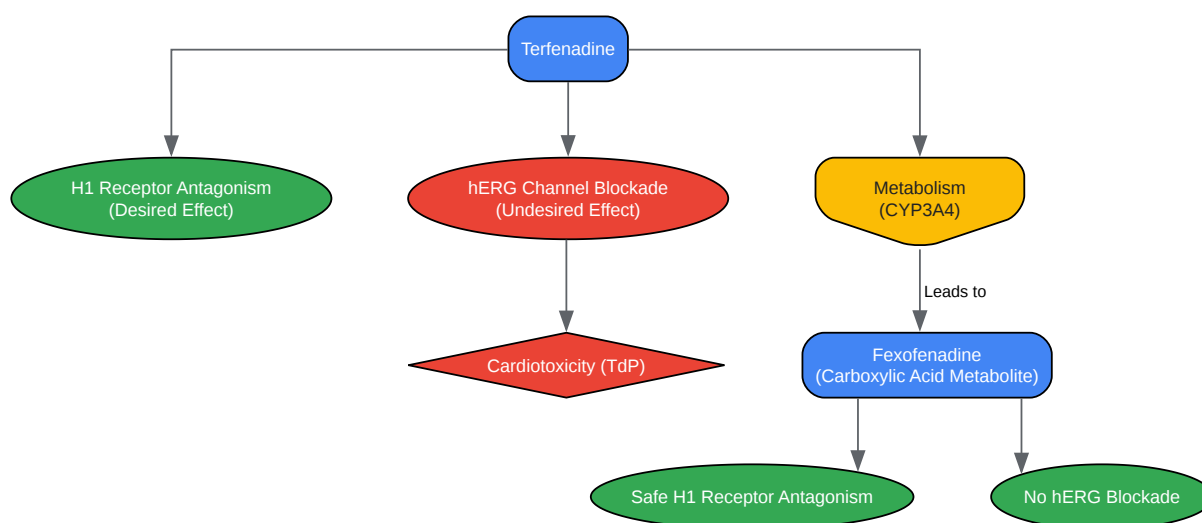 Terfenadine
H1 Receptor Antagonism
(Desired Effect)
hERG Channel Blockade
(Undesired Effect)
Metabolism
(CYP3A4)
Leads to
Cardiotoxicity (TdP)
Fexofenadine
(Carboxylic Acid Metabolite)
Safe H1 Receptor Antagonism
No hERG Blockade